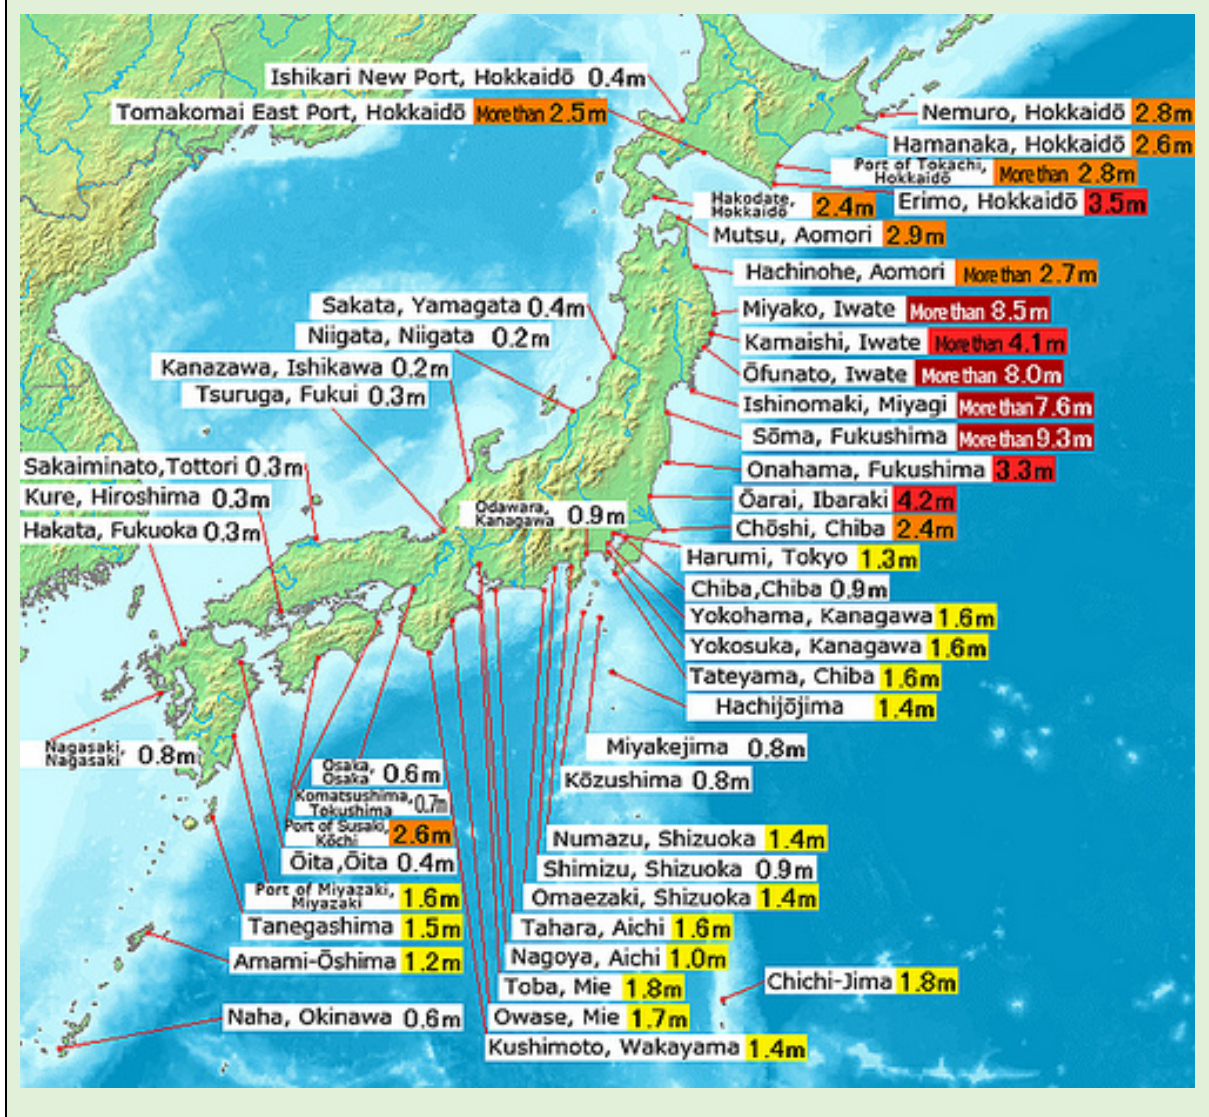 Ishikari New Port, Hokkaidō 0.4m
Tomakomai East Port, Hokkaidō More than 2.5m
Nemuro, Hokkaidō 2.8m
Hamanaka, Hokkaidō 2.6m
Port of Tokachi,
Hokkaidō More than 2.8m
Erimo, Hokkaidō 3.5m
Hakodate,
Hokkaidō 2.4m
Mutsu, Aomori 2.9m
Hachinohe, Aomori More than 2.7m
Sakata, Yamagata 0.4m
Miyako, Iwate More than 8.5m
Niigata, Niigata 0.2m
Kamaishi, Iwate More than 4.1m
Kanazawa, Ishikawa 0.2m
Ōfunato, Iwate More than 8.0m
Tsuruga, Fukui 0.3m
Ishinomaki, Miyagi More than 7.6m
Sōma, Fukushima More than 9.3m
Sakaiminato,Tottori 0.3m
Onahama, Fukushima 3.3m
Kure, Hiroshima 0.3m
Ōarai, Ibaraki 4.2m
Odawara,
Kanagawa 0.9m
Hakata, Fukuoka 0.3m
Chōshi, Chiba 2.4m
Harumi, Tokyo 1.3m
Chiba,Chiba 0.9m
Yokohama, Kanagawa 1.6m
Yokosuka, Kanagawa 1.6m
Tateyama, Chiba 1.6m
Hachijōjima 1.4m
Nagasaki,
Nagasaki 0.8m
Miyakejima 0.8m
Osaka,
Osaka 0.6m
Kōzushima 0.8m
Komatsushima,
Tokushima 0.7m
Port of Susaki,
Kōchi 2.6m
Numazu, Shizuoka 1.4m
Ōita,Ōita 0.4m
Shimizu, Shizuoka 0.9m
Port of Miyazaki,
Miyazaki 1.6m
Omaezaki, Shizuoka 1.4m
Tanegashima 1.5m
Tahara, Aichi 1.6m
Amami-Ōshima 1.2m
Nagoya, Aichi 1.0m
Toba, Mie 1.8m
Chichi-Jima 1.8m
Naha, Okinawa 0.6m
Owase, Mie 1.7m
Kushimoto, Wakayama 1.4m